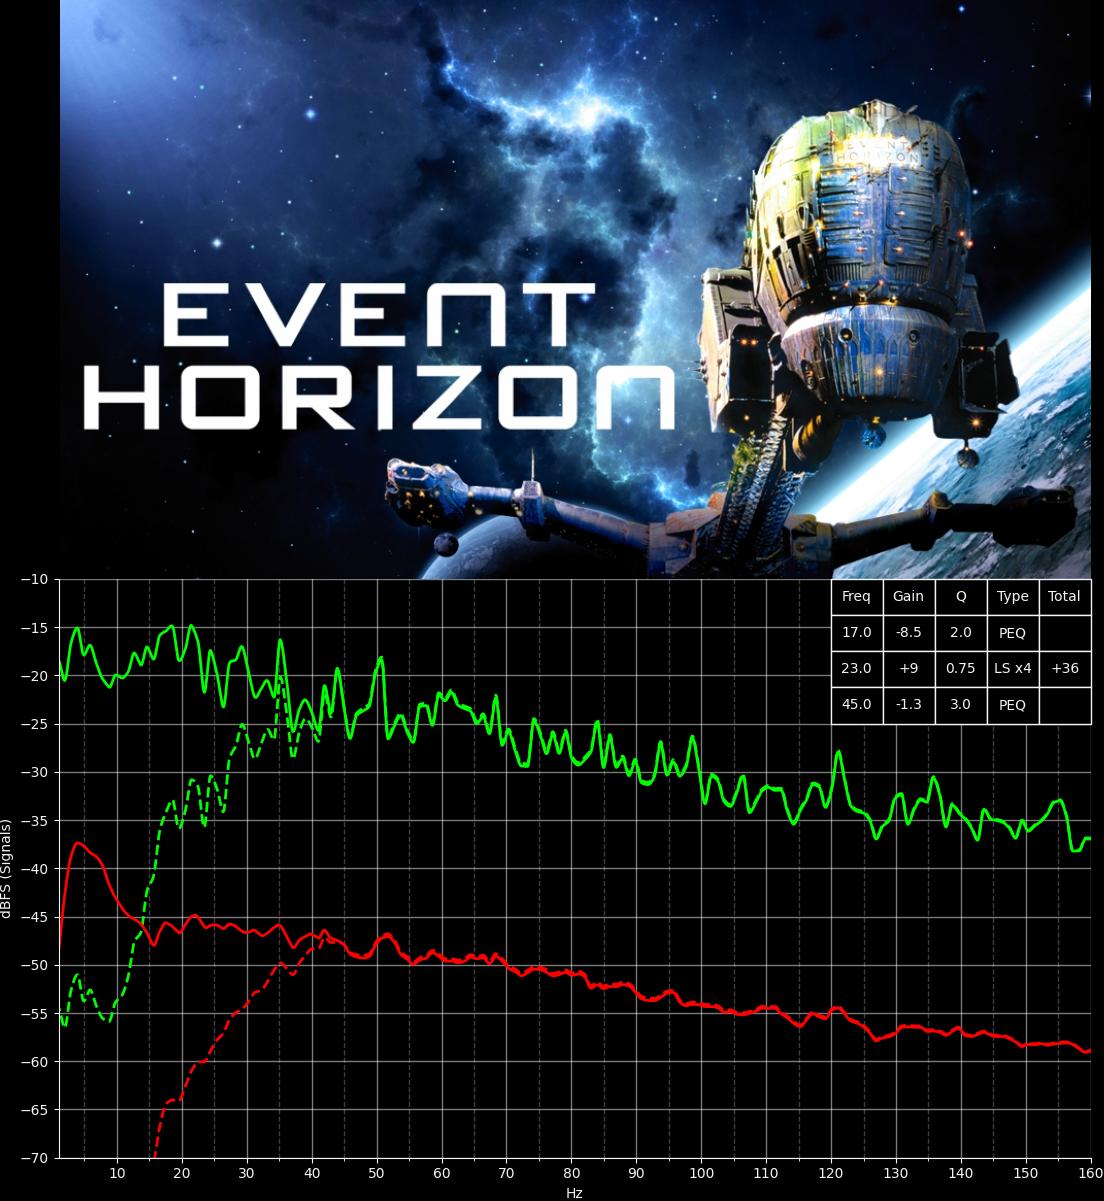 EVENT
HORIZON
EVENT
HORIZON
Freq Gain Q Type Total
17.0 -8.5 2.0 PEQ
23.0 +9 0.75 LS x4 +36
45.0 -1.3 3.0 PEQ
−10
−15
−20
−25
−30
−35
−40
−45
−50
−55
−60
−65
−70
dBFS (Signals)
10 20 30 40 50 60 70 80 90 100 110 120 130 140 150 160
Hz